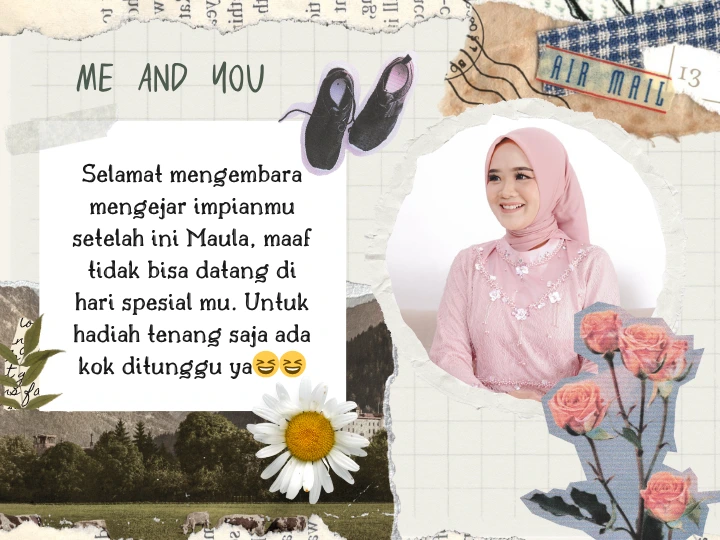 ME AND YOU
AIR MAIL
13
Selamat mengembara
mengejar impianmu
setelah ini Maula, maaf
tidak bisa datang di
hari spesial mu. Untuk
hadiah tenang saja ada
kok ditunggu ya😆😆